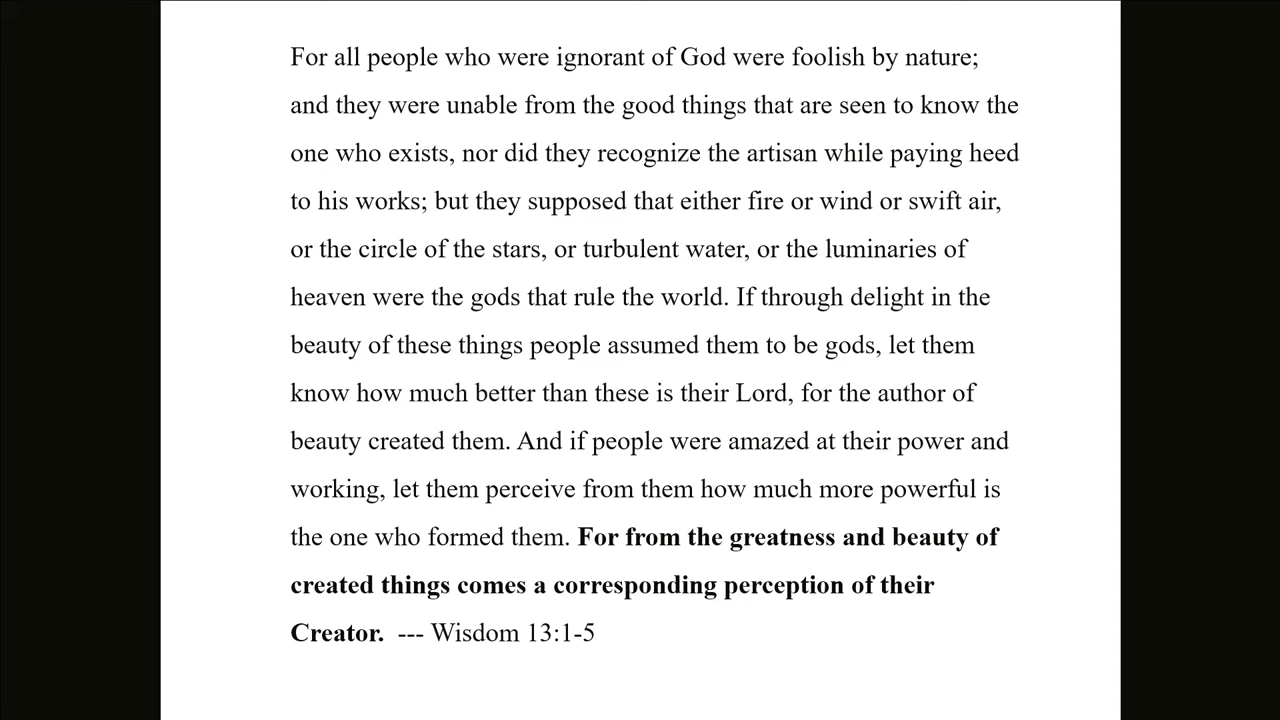 For all people who were ignorant of God were foolish by nature;
and they were unable from the good things that are seen to know the
one who exists, nor did they recognize the artisan while paying heed
to his works; but they supposed that either fire or wind or swift air,
or the circle of the stars, or turbulent water, or the luminaries of
heaven were the gods that rule the world. If through delight in the
beauty of these things people assumed them to be gods, let them
know how much better than these is their Lord, for the author of
beauty created them. And if people were amazed at their power and
working, let them perceive from them how much more powerful is
the one who formed them. For from the greatness and beauty of
created things comes a corresponding perception of their
Creator.  --- Wisdom 13:1-5